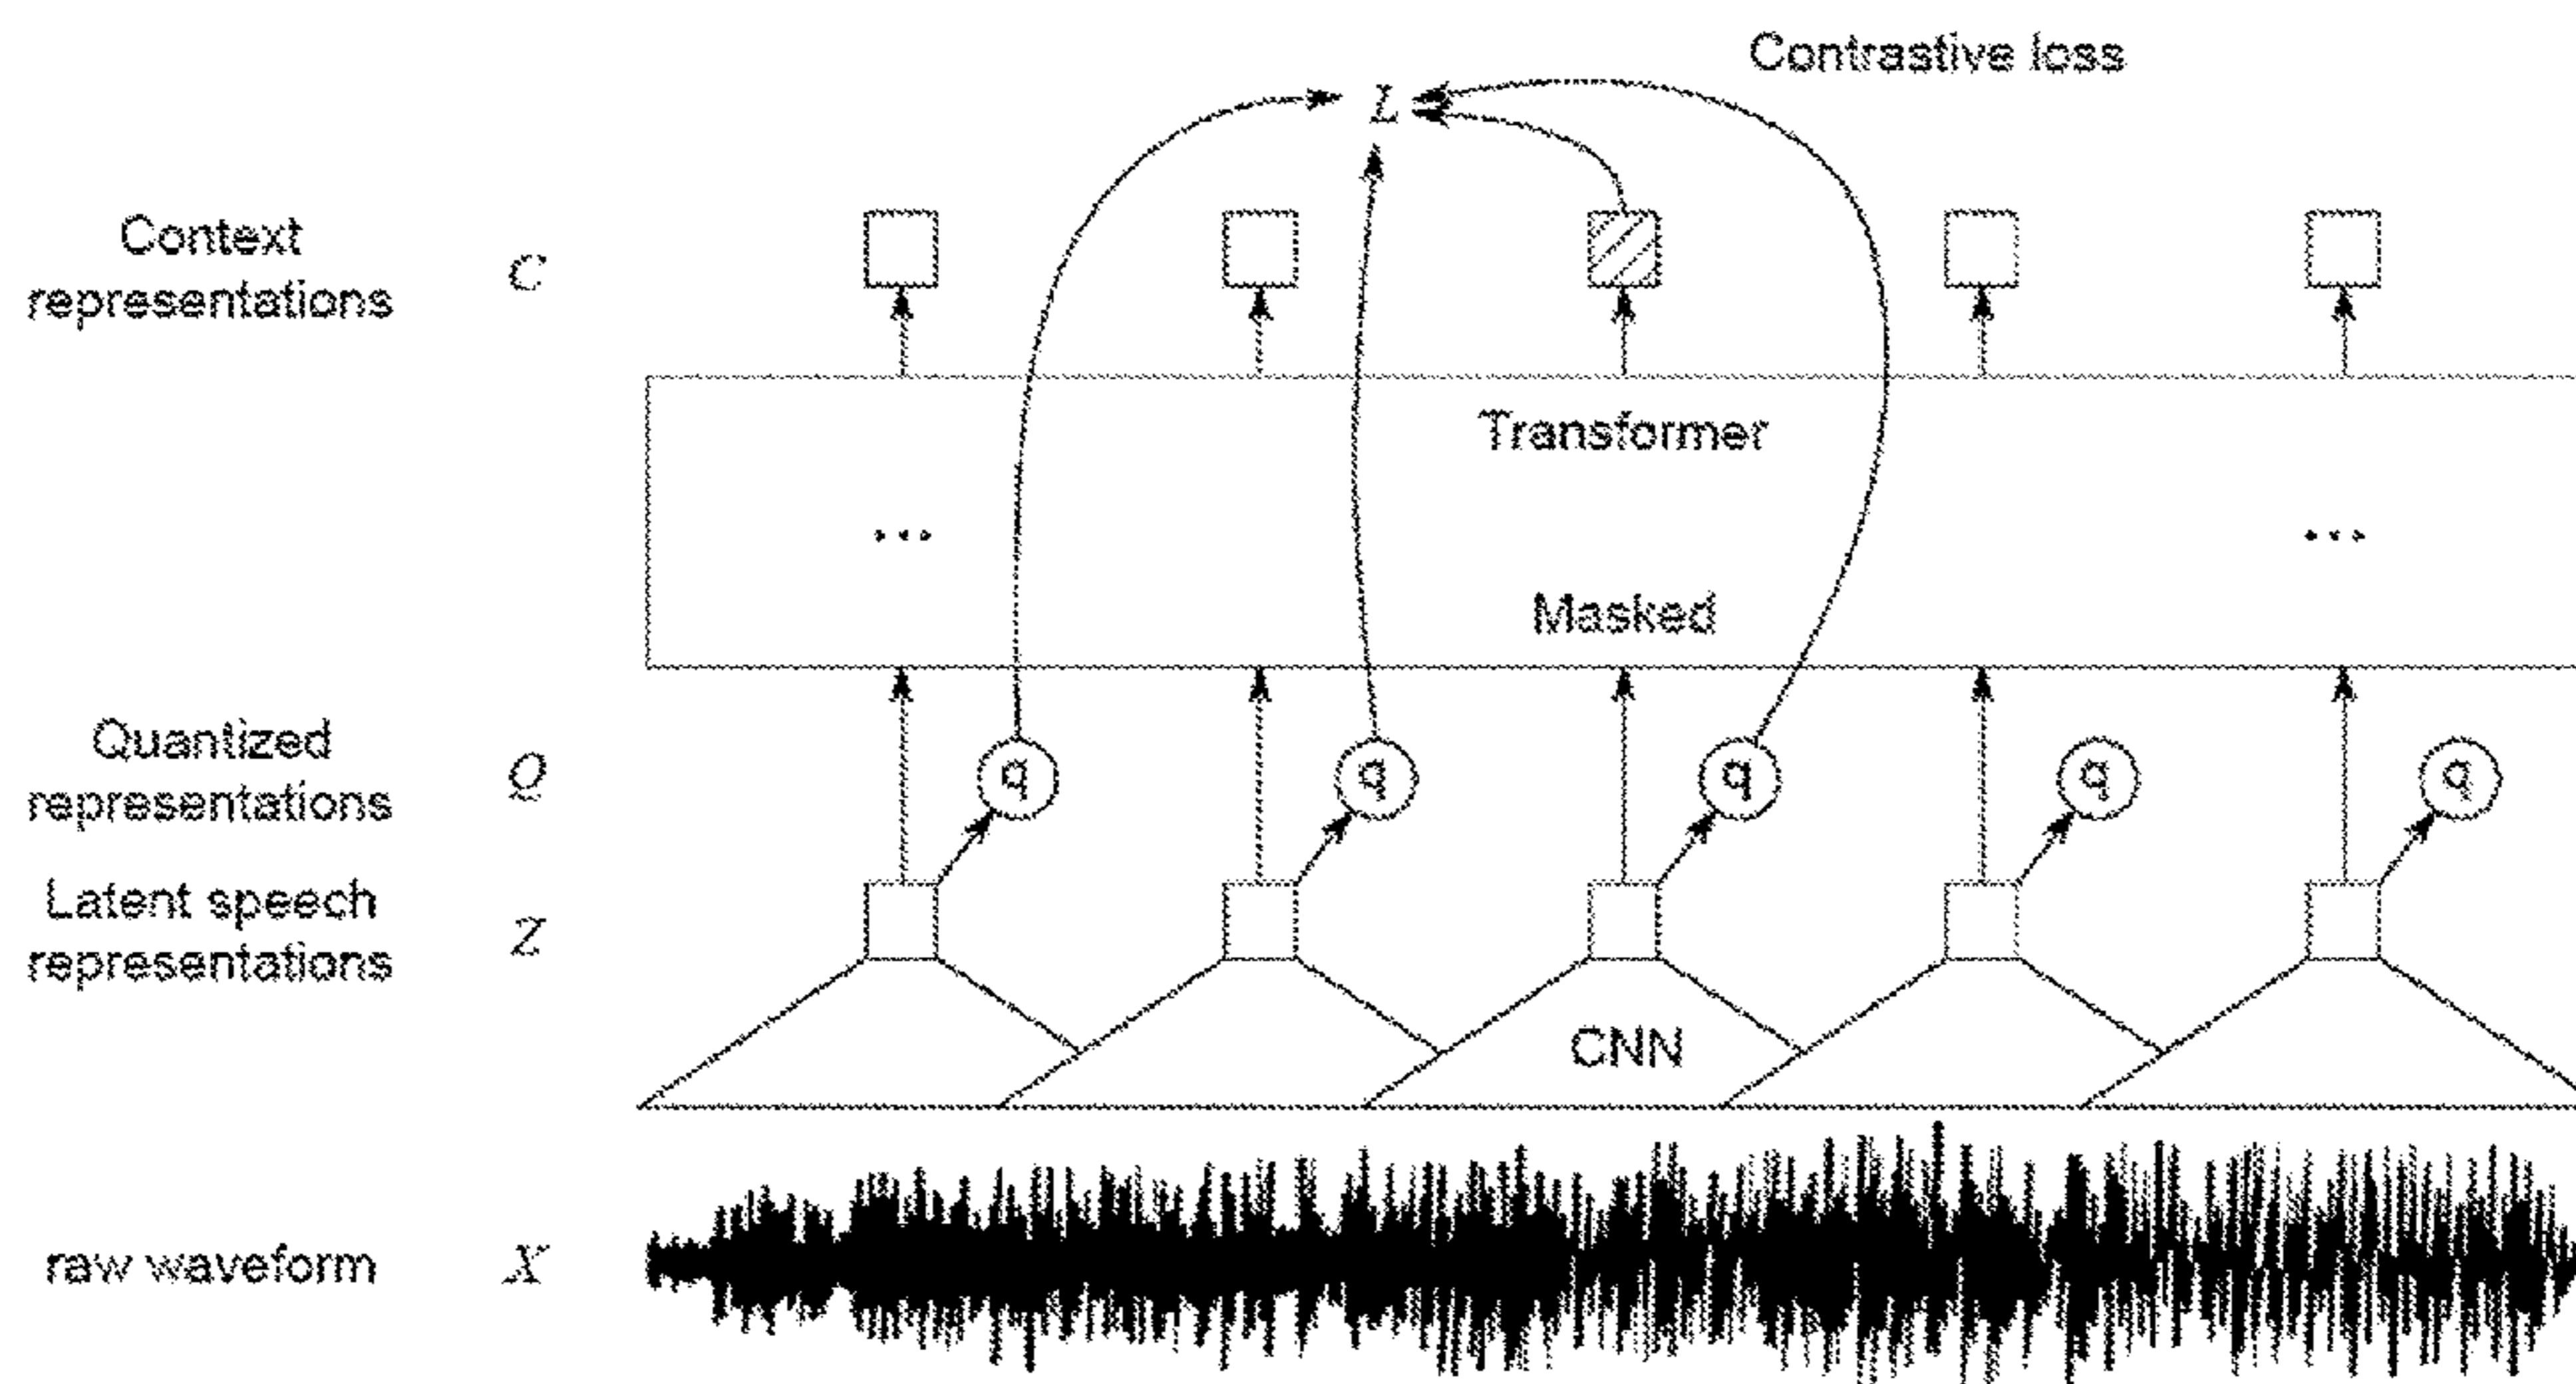 Contrastive loss
L
Context
representations
C
Transformer
...
...
Masked
Quantized
representations
Q
q
q
q
q
q
Latent speech
representations
Z
CNN
raw waveform
X